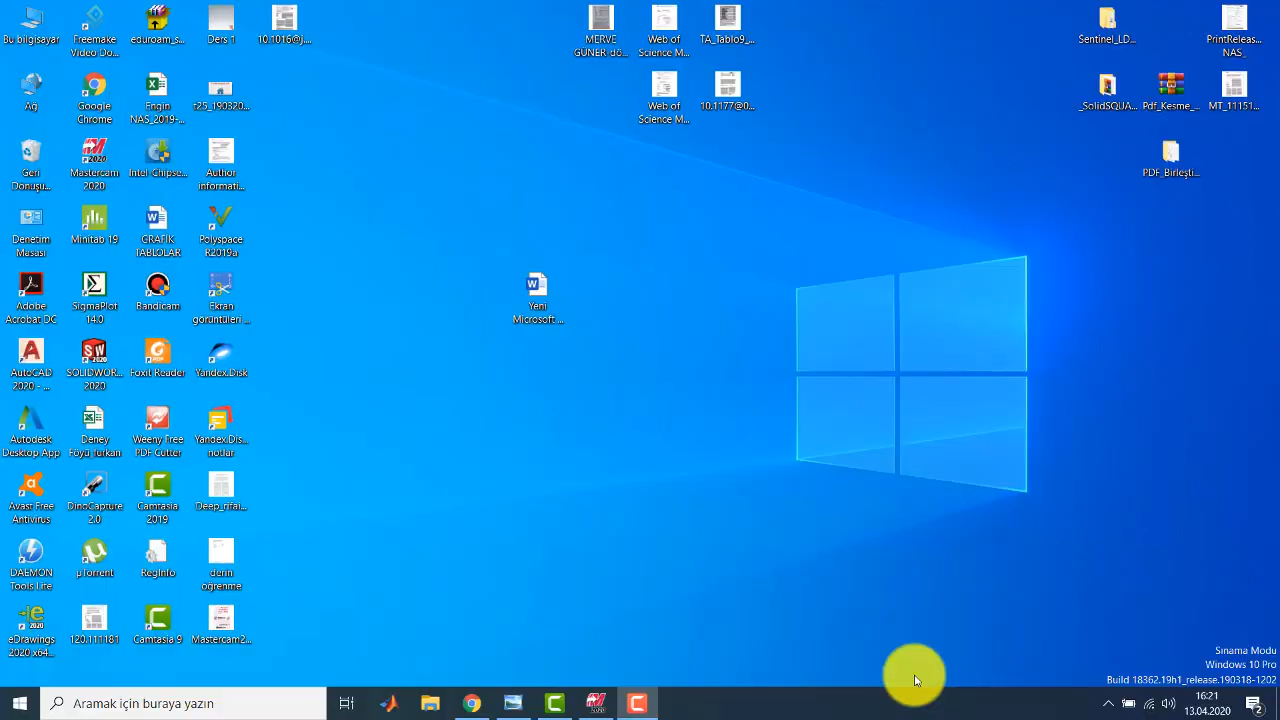 Bu bilgisayar
Freemake
Video Do...
eduroam_s...
Ders 1
10.1016@j....
MERVE
GÜNER-dö...
Web of
Science M...
TA_Tablo9_...
Sentinel_LD...
PrintReleas...
NAS_
Ağ
Google
Chrome
Engin
NAS_2019-...
t25_190320...
Web of
Science M...
10.1177@0...
_SolidSQUA...
Pdf_Kesme_...
MT_11151...
Geri
Dönüşü...
Mastercam
2020
Intel-Chipse...
Author
informati...
PDF_Birleşti...
Denetim
Masası
Minitab 19
GRAFİK
TABLOLAR
Polyspace
R2019a
Adobe
Acrobat DC
SigmaPlot
14.0
Bandicam
Ekran
görüntüleri...
Yeni
Microsoft ...
AutoCAD
2020 - ...
SOLIDWOR...
2020
Foxit Reader
Yandex.Disk
Autodesk
Desktop App
Deney
Föyü_furkan
Weeny Free
PDF Cutter
Yandex.Dis...
notlar
Avast Free
Antivirus
DinoCapture
2.0
Camtasia
2019
Deep_rifai...
DAEMON
Tools Lite
µTorrent
RegInfo
derin
öğrenme
eDrawings
2020 x64...
120.111181
Camtasia 9
Mastercam2...
Sınama Modu
Windows 10 Pro
Build 18362.19h1_release.190318-1202
Aramak için buraya yazın
16:21
13.04.2020